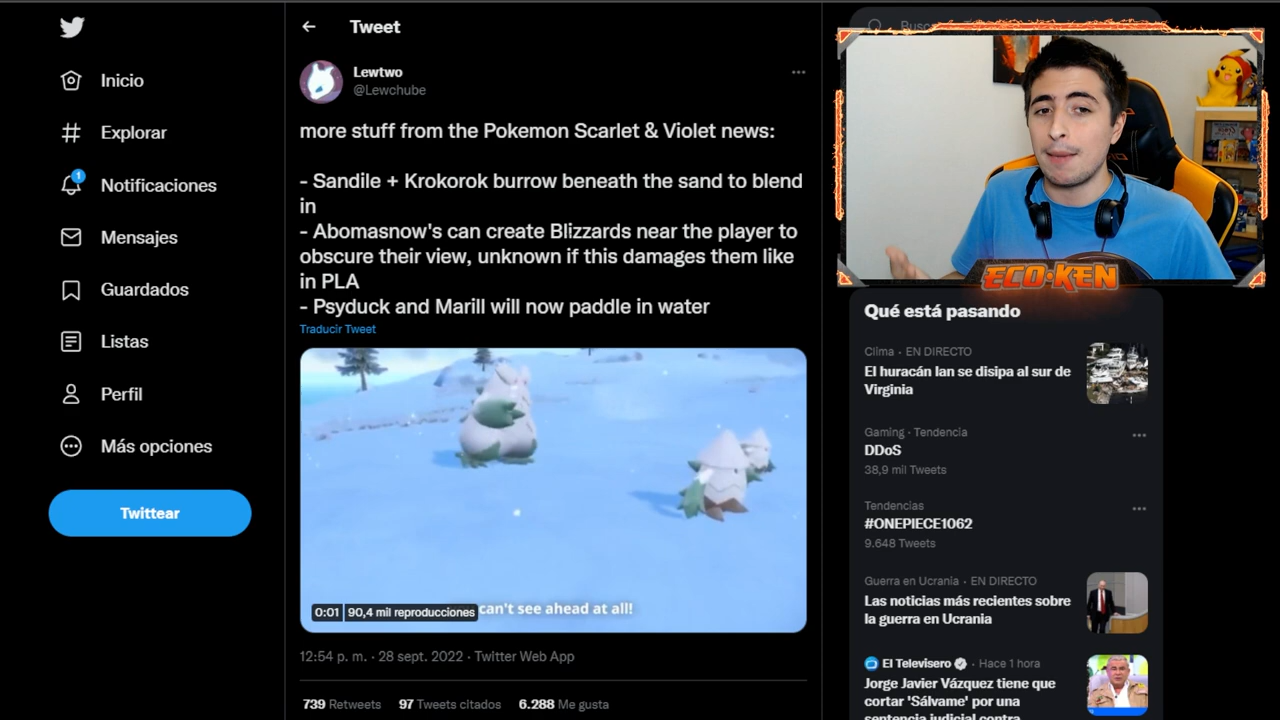 Tweet
Busc
Inicio
Explorar
1
Notificaciones
Mensajes
Guardados
Listas
Perfil
Más opciones
Twittear
Lewtwo
@Lewchube
more stuff from the Pokemon Scarlet & Violet news:
- Sandile + Krokorok burrow beneath the sand to blend
in
- Abomasnow's can create Blizzards near the player to
obscure their view, unknown if this damages them like
in PLA
- Psyduck and Marill will now paddle in water
Traducir Tweet
0:01 90,4 mil reproducciones can't see ahead at all!
12:54 p. m. · 28 sept. 2022 · Twitter Web App
739 Retweets 97 Tweets citados 6.288 Me gusta
ECO·KEN
Qué está pasando
Clima · EN DIRECTO
El huracán Ian se disipa al sur de
Virginia
Gaming · Tendencia
DDoS
38,9 mil Tweets
Tendencias
#ONEPIECE1062
9.648 Tweets
Guerra en Ucrania · EN DIRECTO
Las noticias más recientes sobre
la guerra en Ucrania
El Televisero · Hace 1 hora
Jorge Javier Vázquez tiene que
cortar 'Sálvame' por una
sentencia judicial contra